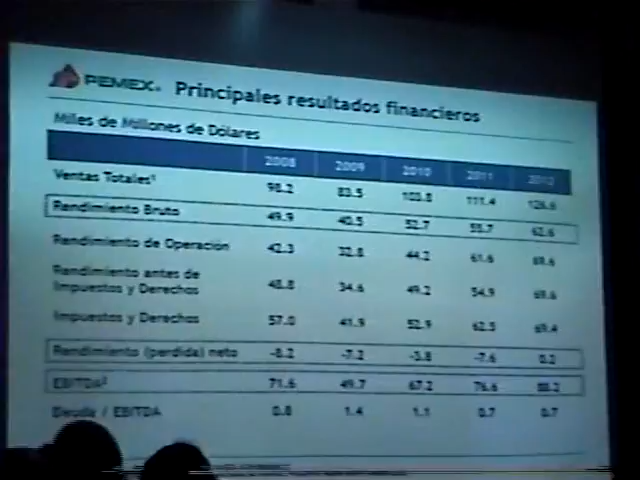 PEMEX. Principales resultados financieros
Miles de Millones de Dólares
2008 2009 2010 2011 2012
Ventas Totales¹ 98.2 83.5 103.8 111.4 126.6
Rendimiento Bruto 49.9 40.5 52.7 55.7 62.6
Rendimiento de Operación 42.3 32.8 44.2 61.6
Rendimiento antes de
Impuestos y Derechos 48.8 34.6 49.2 54.9
Impuestos y Derechos 57.0 41.9 52.9 62.5 69.4
Rendimiento (perdida) neto -8.2 -7.2 -3.8 -7.6 0.2
EBITDA² 71.6 49.7 67.2 76.6 88.2
Deuda / EBITDA 0.8 1.4 1.1 0.7 0.7